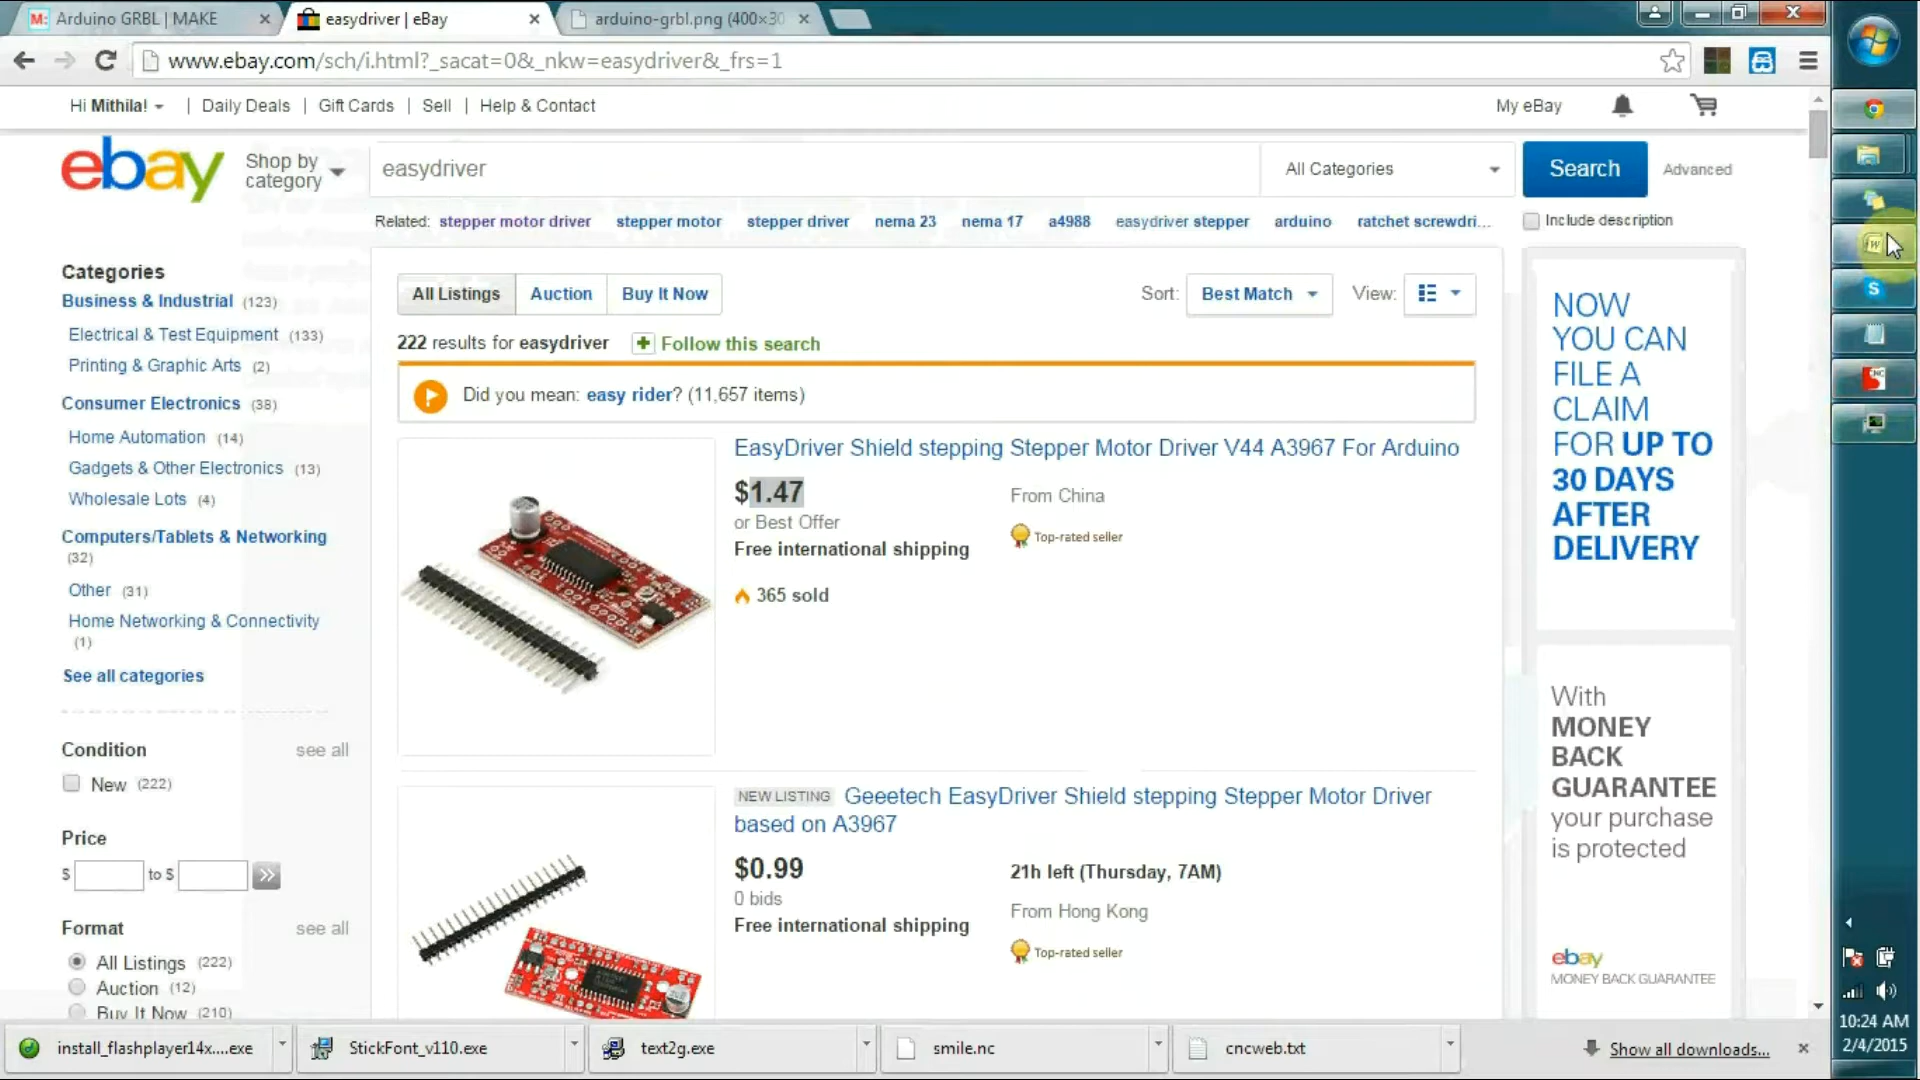 Arduino GRBL | MAKE
easydriver | eBay
arduino-grbl.png (400×30
www.ebay.com/sch/i.html?_sacat=0&_nkw=easydriver&_frs=1
Hi Mithila! | Daily Deals | Gift Cards | Sell | Help & Contact
My eBay
ebay
Shop by
category
easydriver
All Categories
Search
Advanced
Related: stepper motor driver stepper motor stepper driver nema 23 nema 17 a4988 easydriver stepper arduino ratchet screwdri...
Include description
Categories
Business & Industrial (123)
Electrical & Test Equipment (133)
Printing & Graphic Arts (2)
Consumer Electronics (38)
Home Automation (14)
Gadgets & Other Electronics (13)
Wholesale Lots (4)
Computers/Tablets & Networking
(32)
Other (31)
Home Networking & Connectivity
(1)
See all categories
Condition see all
New (222)
Price
$ to $
Format see all
All Listings (222)
Auction (12)
Buy It Now (210)
All Listings Auction Buy It Now
Sort: Best Match View:
222 results for easydriver Follow this search
Did you mean: easy rider? (11,657 items)
EasyDriver Shield stepping Stepper Motor Driver V44 A3967 For Arduino
$1.47
From China
or Best Offer
Free international shipping
Top-rated seller
365 sold
NEW LISTING Geeetech EasyDriver Shield stepping Stepper Motor Driver
based on A3967
$0.99
21h left (Thursday, 7AM)
0 bids
From Hong Kong
Free international shipping
Top-rated seller
NOW
YOU CAN
FILE A
CLAIM
FOR UP TO
30 DAYS
AFTER
DELIVERY
With
MONEY
BACK
GUARANTEE
your purchase
is protected
ebay
MONEY BACK GUARANTEE
install_flashplayer14x....exe
StickFont_v110.exe
text2g.exe
smile.nc
cncweb.txt
Show all downloads...
10:24 AM
2/4/2015